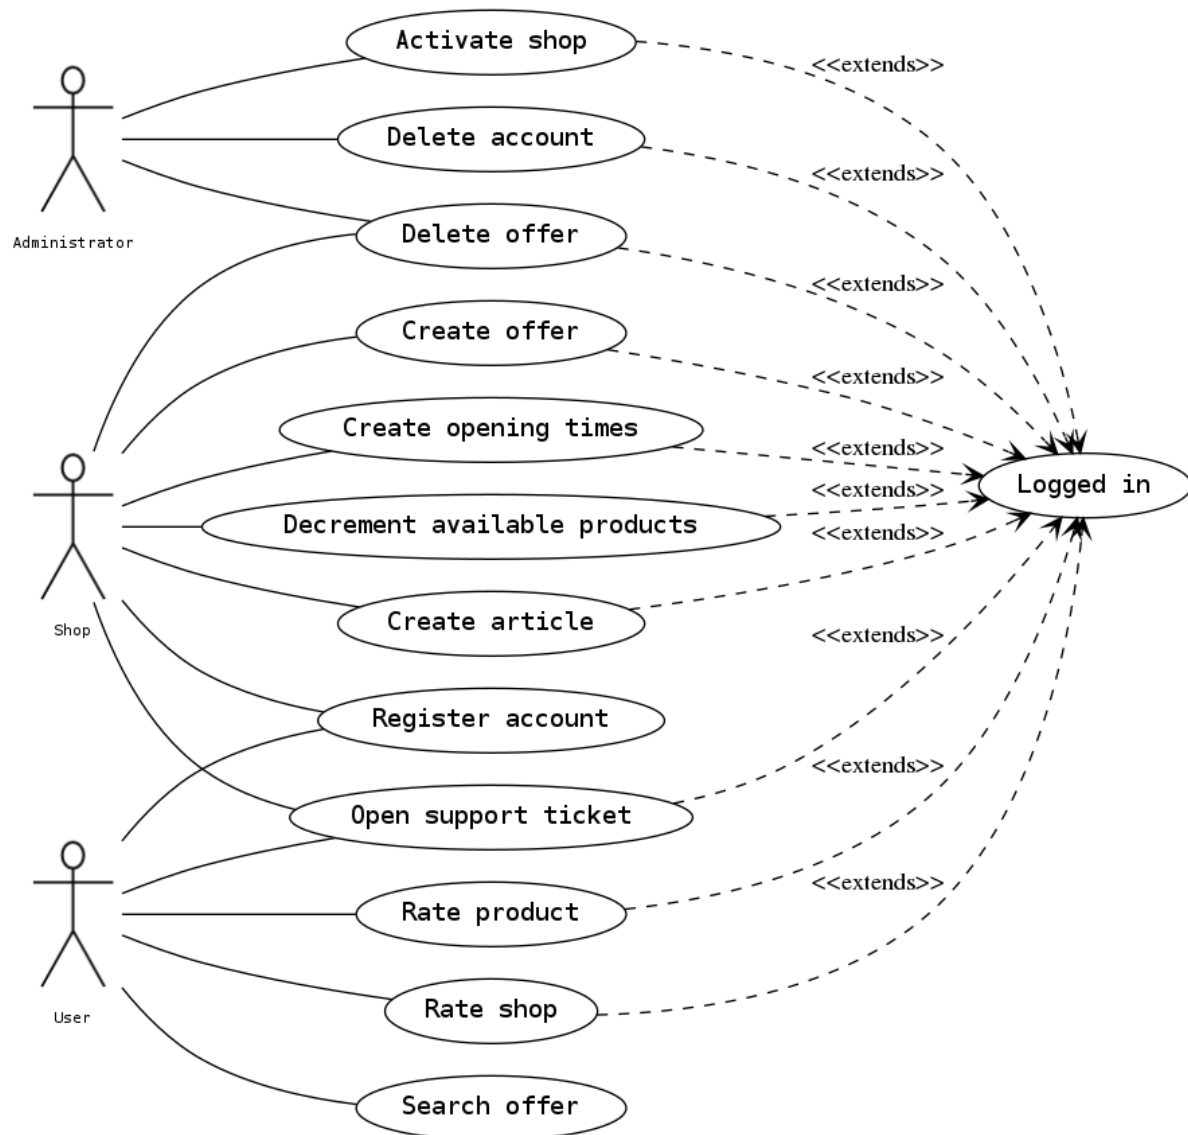 Activate shop
<<extends>>
Delete account
<<extends>>
Administrator
Delete offer
<<extends>>
Create offer
<<extends>>
Create opening times
<<extends>>
Logged in
<<extends>>
Decrement available products
<<extends>>
Create article
Shop
<<extends>>
Register account
<<extends>>
Open support ticket
<<extends>>
Rate product
Rate shop
User
Search offer